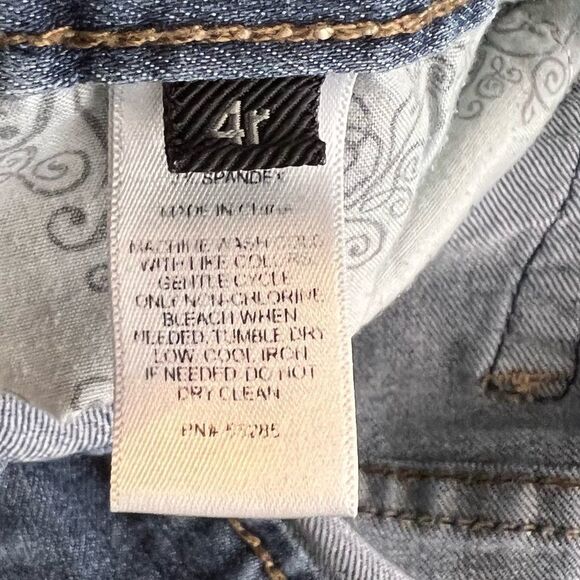 4r
SPANDEX
MADE IN CHINA
MACHINE WASH COLD
WITH LIKE COLORS
GENTLE CYCLE
ONLY NON-CHLORINE
BLEACH WHEN
NEEDED. TUMBLE DRY
LOW. COOL IRON
IF NEEDED. DO NOT
DRY CLEAN
RN#